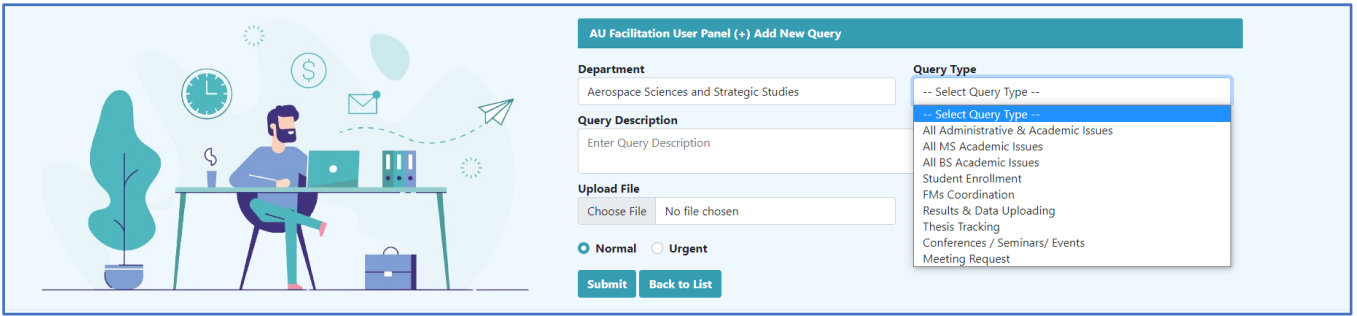 AU Facilitation User Panel (+) Add New Query
Department
Query Type
Aerospace Sciences and Strategic Studies
-- Select Query Type --
-- Select Query Type --
All Administrative & Academic Issues
All MS Academic Issues
All BS Academic Issues
Student Enrollment
FMs Coordination
Results & Data Uploading
Thesis Tracking
Conferences / Seminars/ Events
Meeting Request
Query Description
Enter Query Description
Upload File
Choose File No file chosen
Normal Urgent
Submit Back to List
$